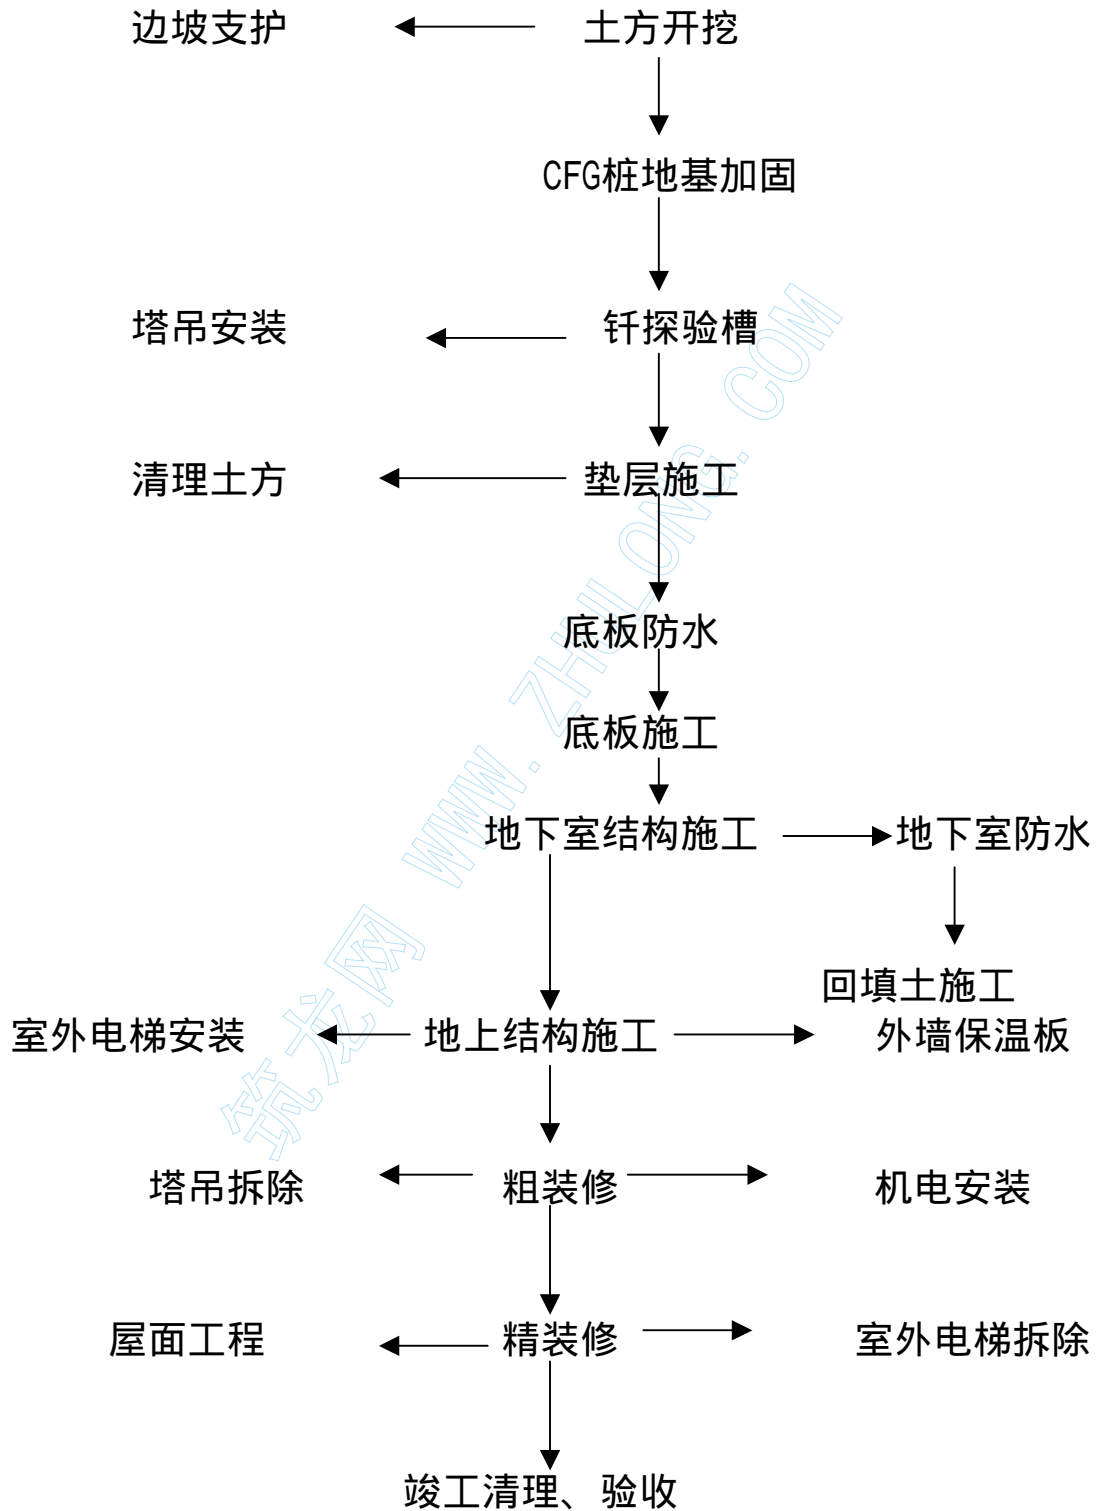 边坡支护 土方开挖
CFG桩地基加固
塔吊安装 钎探验槽
清理土方 垫层施工
底板防水
底板施工
地下室结构施工 地下室防水
回填土施工
室外电梯安装 地上结构施工 外墙保温板
塔吊拆除 粗装修 机电安装
屋面工程 精装修 室外电梯拆除
竣工清理、验收
筑龙网 WWW.ZHULONG.COM